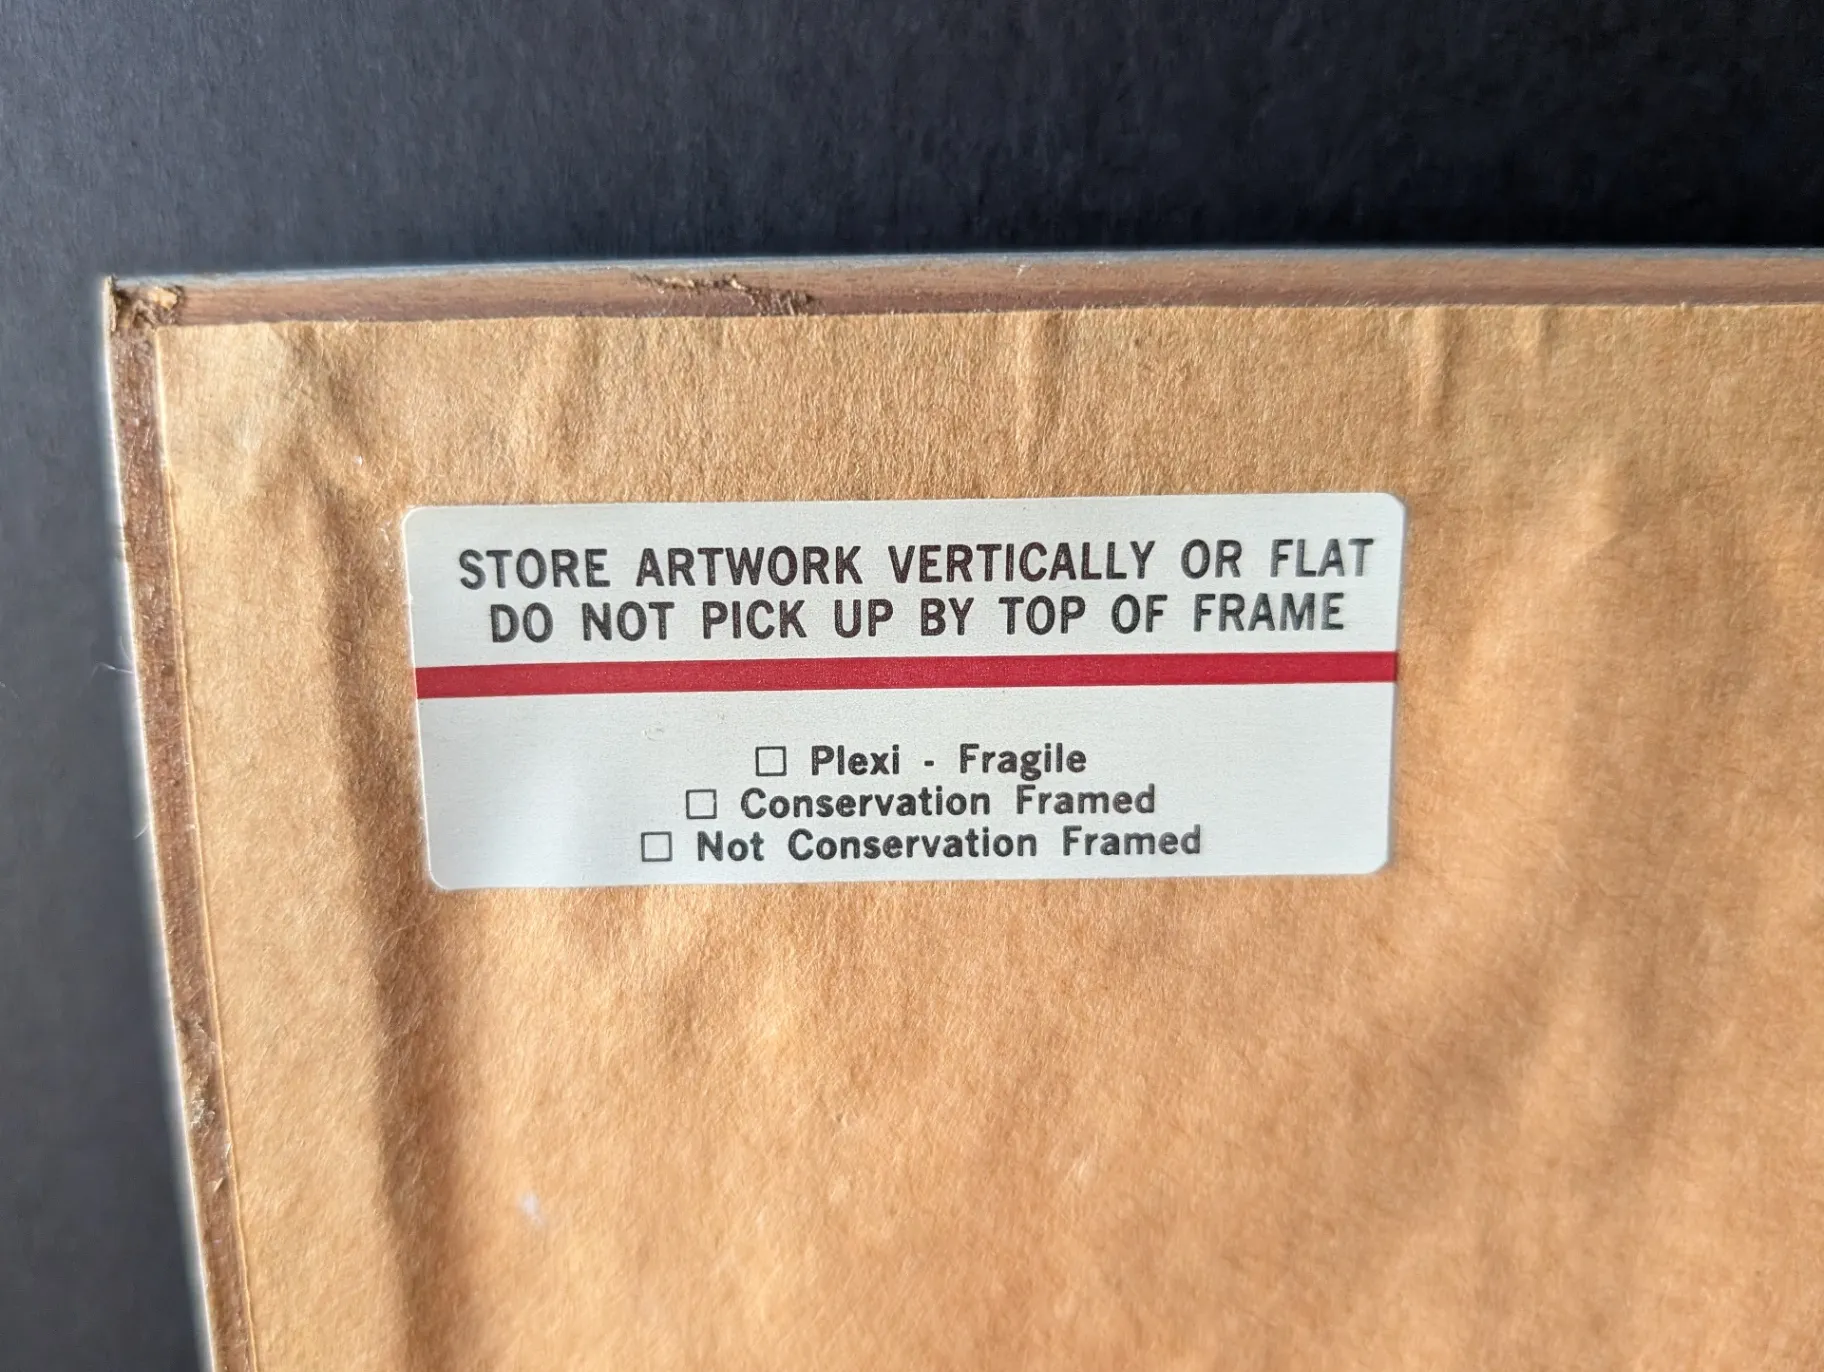 STORE ARTWORK VERTICALLY OR FLAT
DO NOT PICK UP BY TOP OF FRAME
☐ Plexi - Fragile
☐ Conservation Framed
☐ Not Conservation Framed